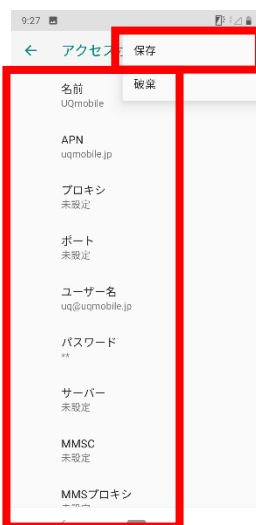 9:27
アクセス
保存
破棄
名前
UQmobile
APN
uqmobile.jp
プロキシ
未設定
ポート
未設定
ユーザー名
uq@uqmobile.jp
パスワード
**
サーバー
未設定
MMSC
未設定
MMSプロキシ